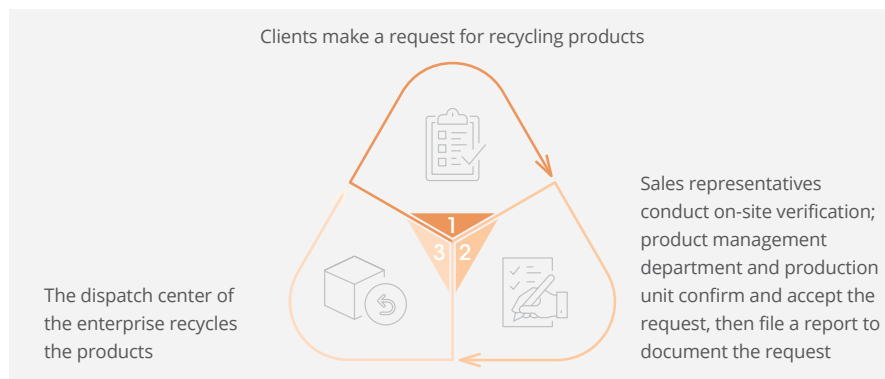 Clients make a request for recycling products
1
3 2
Sales representatives
conduct on-site verification;
product management
department and production
unit confirm and accept the
request, then file a report to
document the request
The dispatch center of
the enterprise recycles
the products